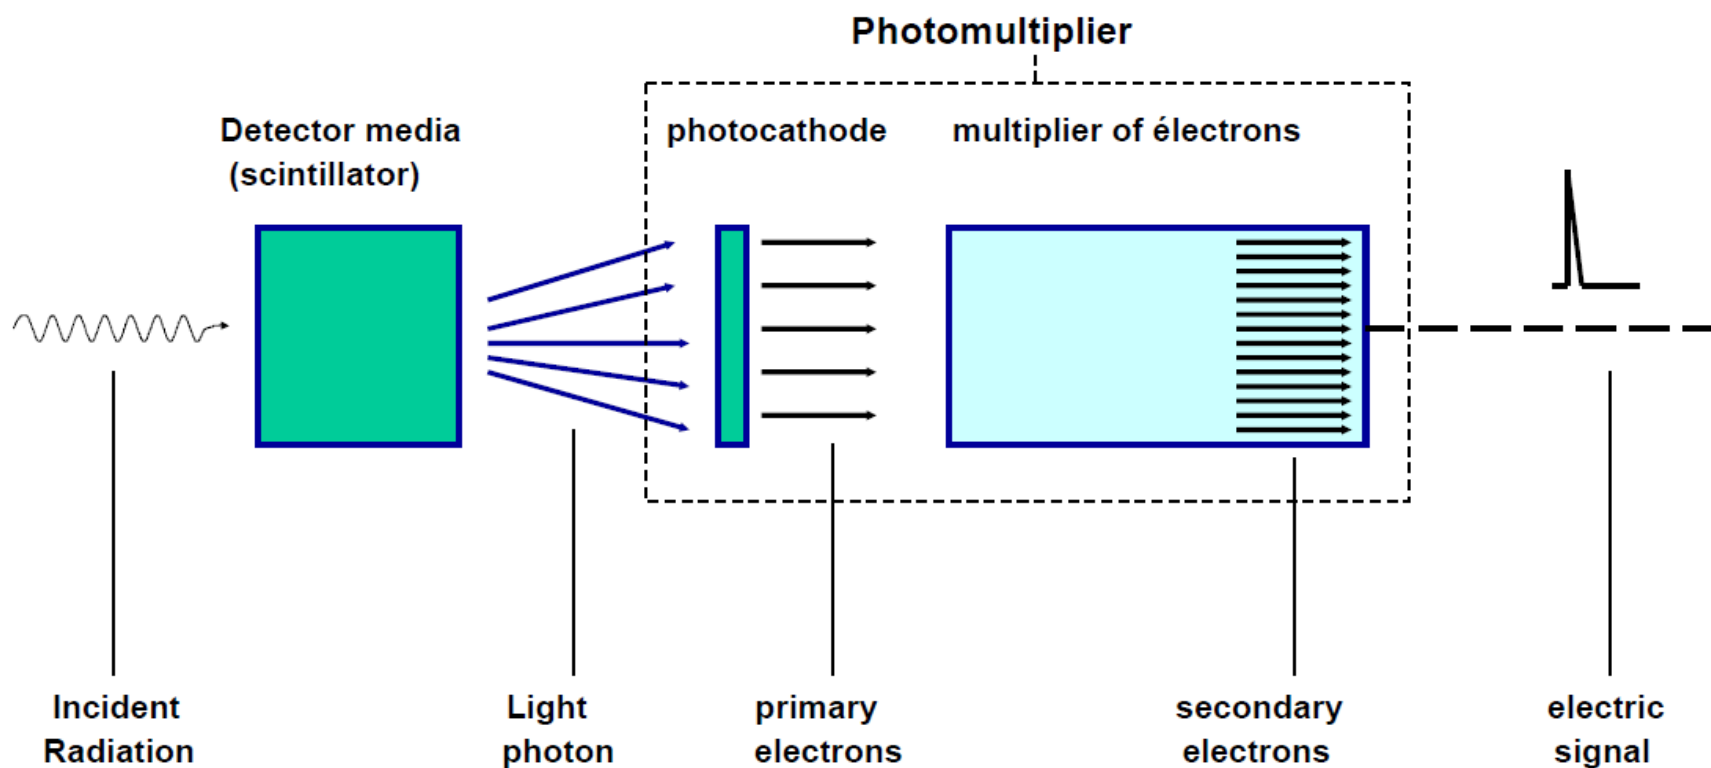 Photomultiplier
Detector media
(scintillator)
photocathode
multiplier of électrons
Incident
Radiation
Light
photon
primary
electrons
secondary
electrons
electric
signal